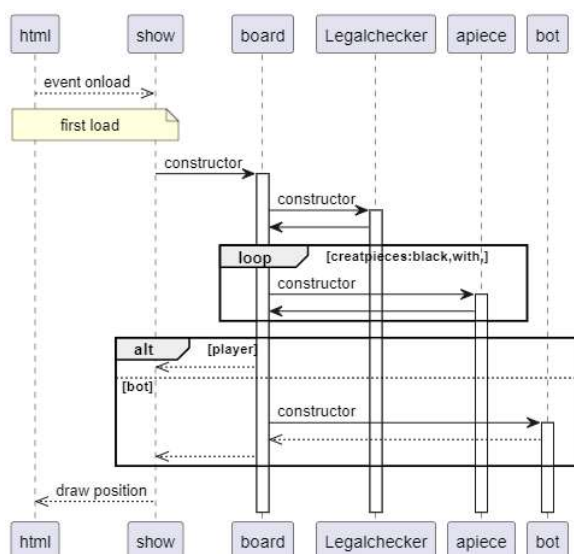 html show board Legalchecker apiece bot
event onload
first load
constructor
constructor
loop [creatpieces:black,with,]
constructor
alt [player]
[bot]
constructor
draw position
html show board Legalchecker apiece bot